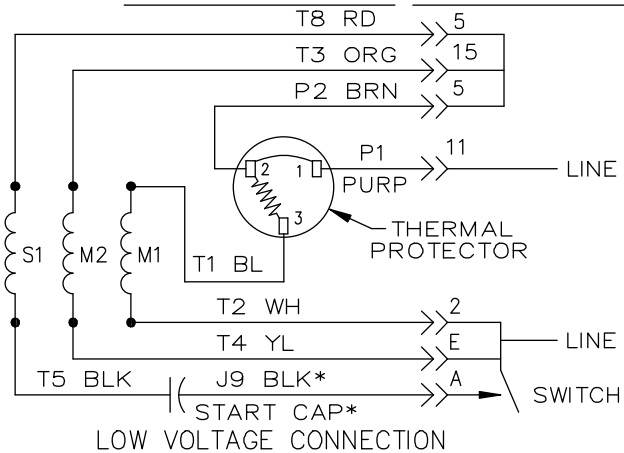 T8 RD 5
T3 ORG 15
P2 BRN 5
2 1 P1 11
PURP LINE
3
THERMAL
PROTECTOR
S1 M2 M1
T1 BL
T2 WH 2
T4 YL E LINE
T5 BLK J9 BLK* A SWITCH
START CAP*
LOW VOLTAGE CONNECTION